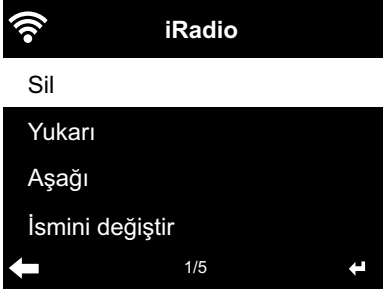 iRadio
Sil
Yukarı
Aşağı
İsmini değiştir
1/5